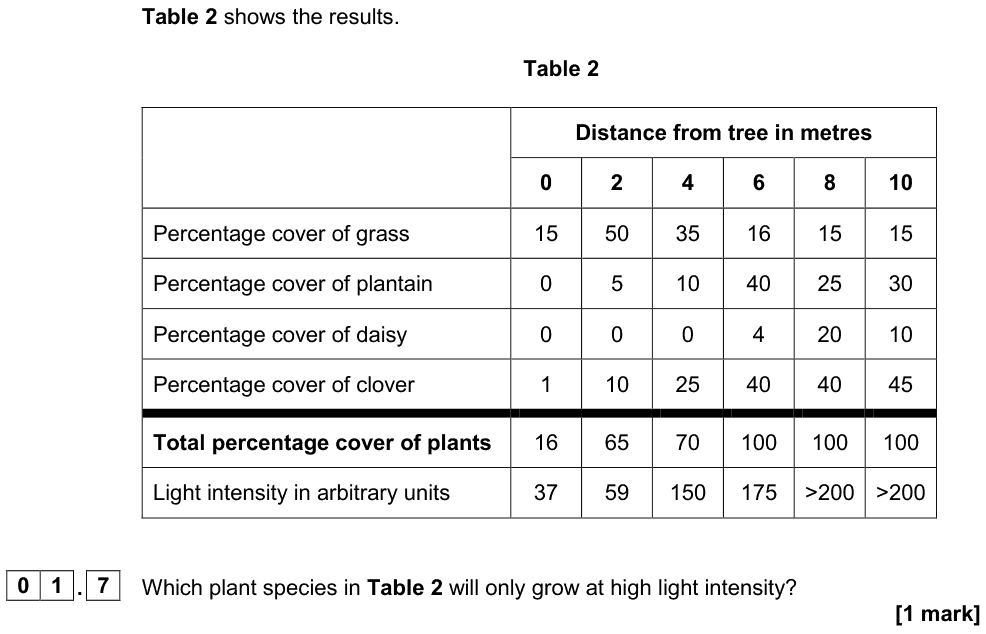 Table 2 shows the results.
Table 2
Distance from tree in metres
0 2 4 6 8 10
Percentage cover of grass 15 50 35 16 15 15
Percentage cover of plantain 0 5 10 40 25 30
Percentage cover of daisy 0 0 0 4 20 10
Percentage cover of clover 1 10 25 40 40 45
Total percentage cover of plants 16 65 70 100 100 100
Light intensity in arbitrary units 37 59 150 175 >200 >200
0 1 . 7 Which plant species in Table 2 will only grow at high light intensity?
[1 mark]